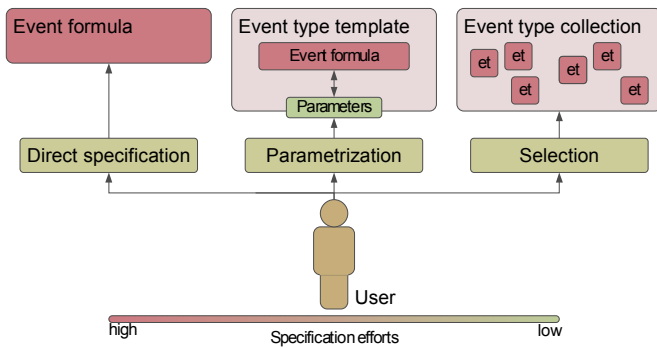 Event formula
Event type template
Event type collection
Evert formula
Parameters
et
et
et
et
et
et
Direct specification
Parametrization
Selection
User
high
Specification efforts
low